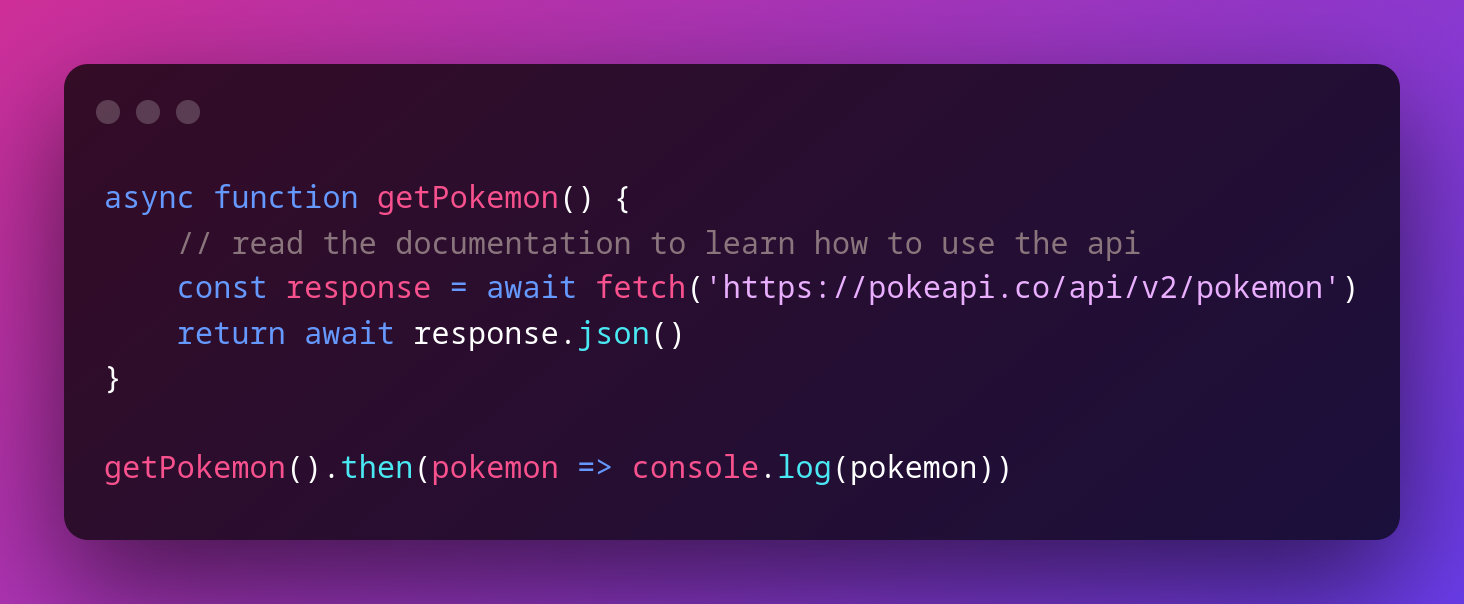 async function getPokemon() {
    // read the documentation to learn how to use the api
    const response = await fetch('https://pokeapi.co/api/v2/pokemon')
    return await response.json()
}

getPokemon().then(pokemon => console.log(pokemon))